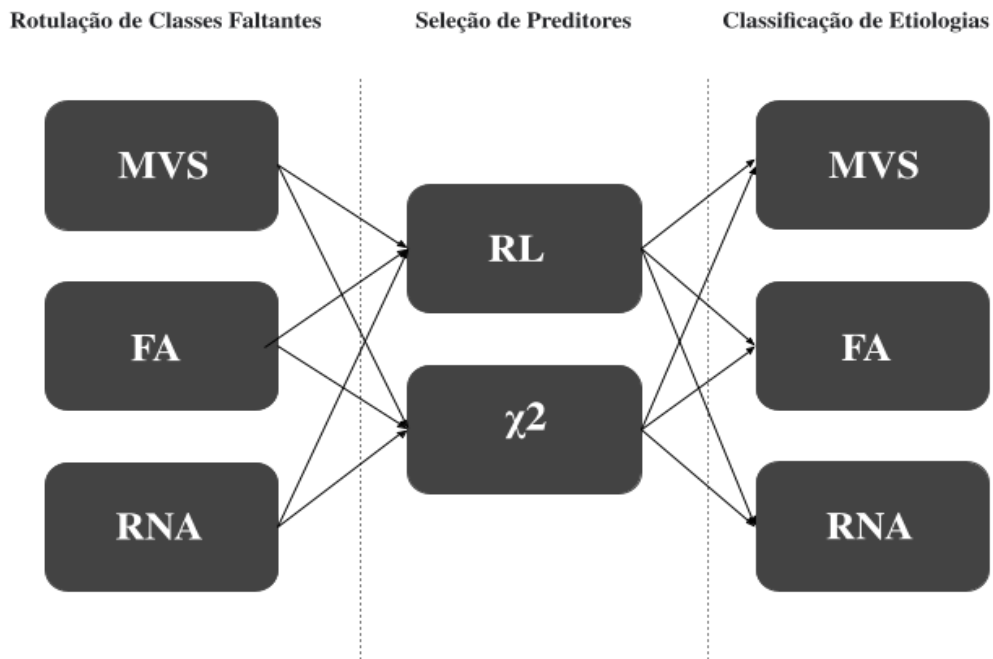 Rotulação de Classes Faltantes
Seleção de Preditores
Classificação de Etiologias
MVS
FA
RNA
RL
χ2
MVS
FA
RNA